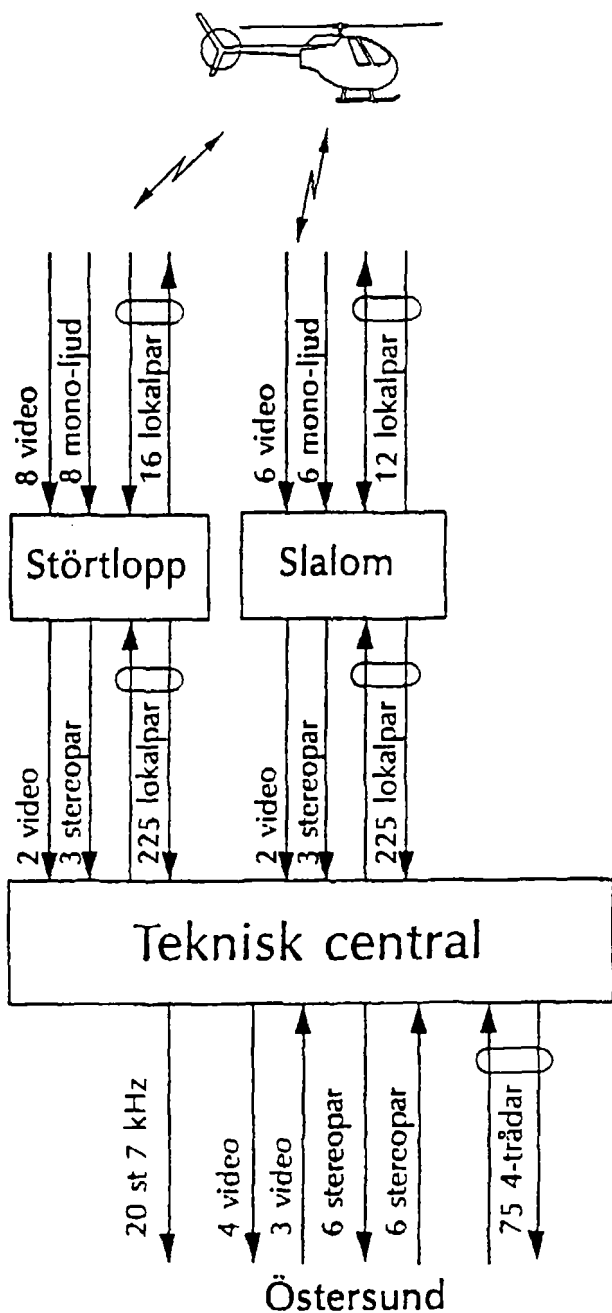 8 video
8 mono-ljud
16 lokalpar
6 video
6 mono-ljud
12 lokalpar
Störtlopp
Slalom
2 video
3 stereopar
225 lokalpar
2 video
3 stereopar
225 lokalpar
Teknisk central
20 st 7 kHz
4 video
3 video
6 stereopar
6 stereopar
75 4-trådar
Östersund